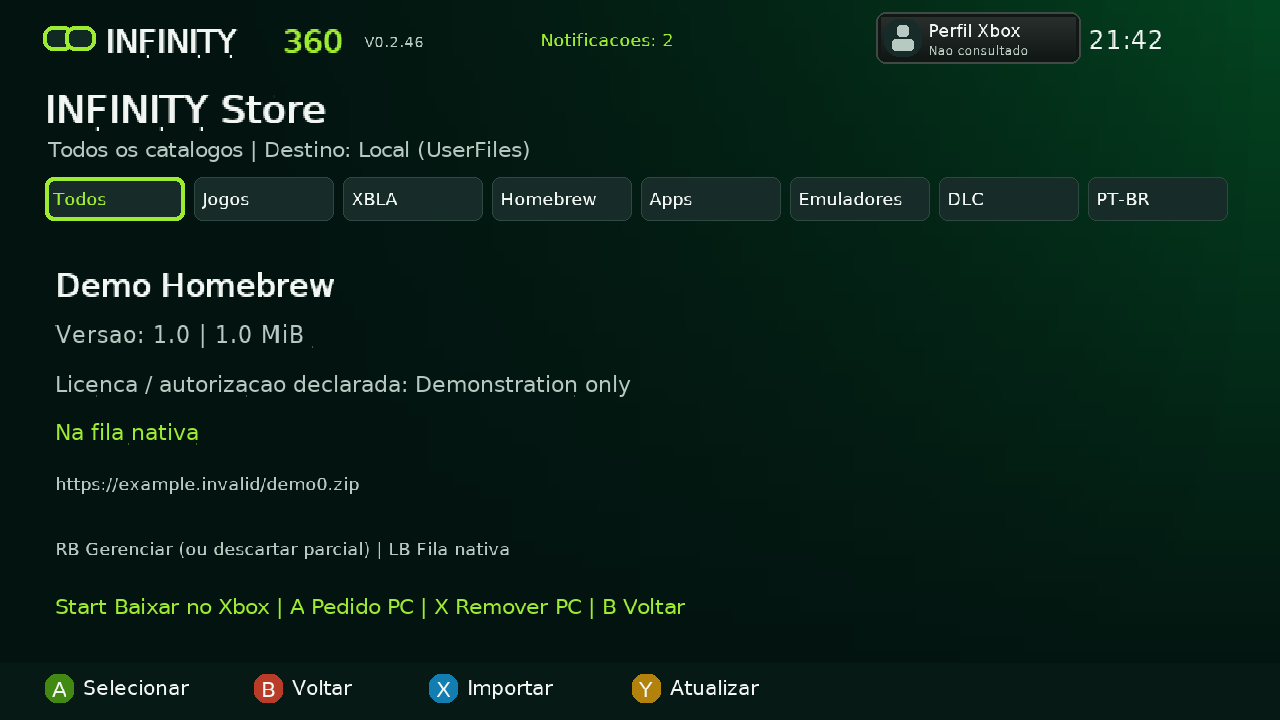 INFINITY 360 V0.2.46 Notificacoes: 2 Perfil Xbox 21:42
Nao consultado
INFINITY Store
Todos os catalogos | Destino: Local (UserFiles)
Todos Jogos XBLA Homebrew Apps Emuladores DLC PT-BR
Demo Homebrew
Versao: 1.0 | 1.0 MiB
Licenca / autorizacao declarada: Demonstration only
Na fila nativa
https://example.invalid/demo0.zip
RB Gerenciar (ou descartar parcial) | LB Fila nativa
Start Baixar no Xbox | A Pedido PC | X Remover PC | B Voltar
A Selecionar B Voltar X Importar Y Atualizar